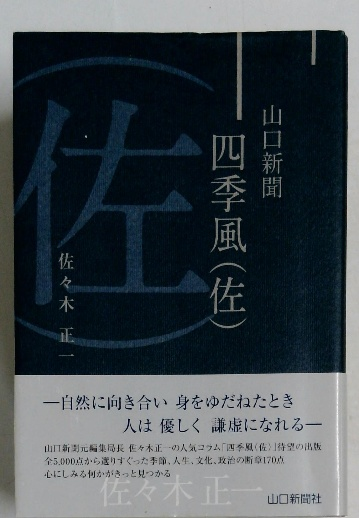 山口新聞
四季風(佐)
(佐)
佐々木 正一
―自然に向き合い 身をゆだねたとき
人は 優しく 謙虚になれる―
山口新聞元編集局長 佐々木正一の人気コラム「四季風(佐)」待望の出版
全5,000点から選りすぐった季節、人生、文化、政治の断章170点
心にしみる何かがきっと見つかる
佐々木 正一
山口新聞社